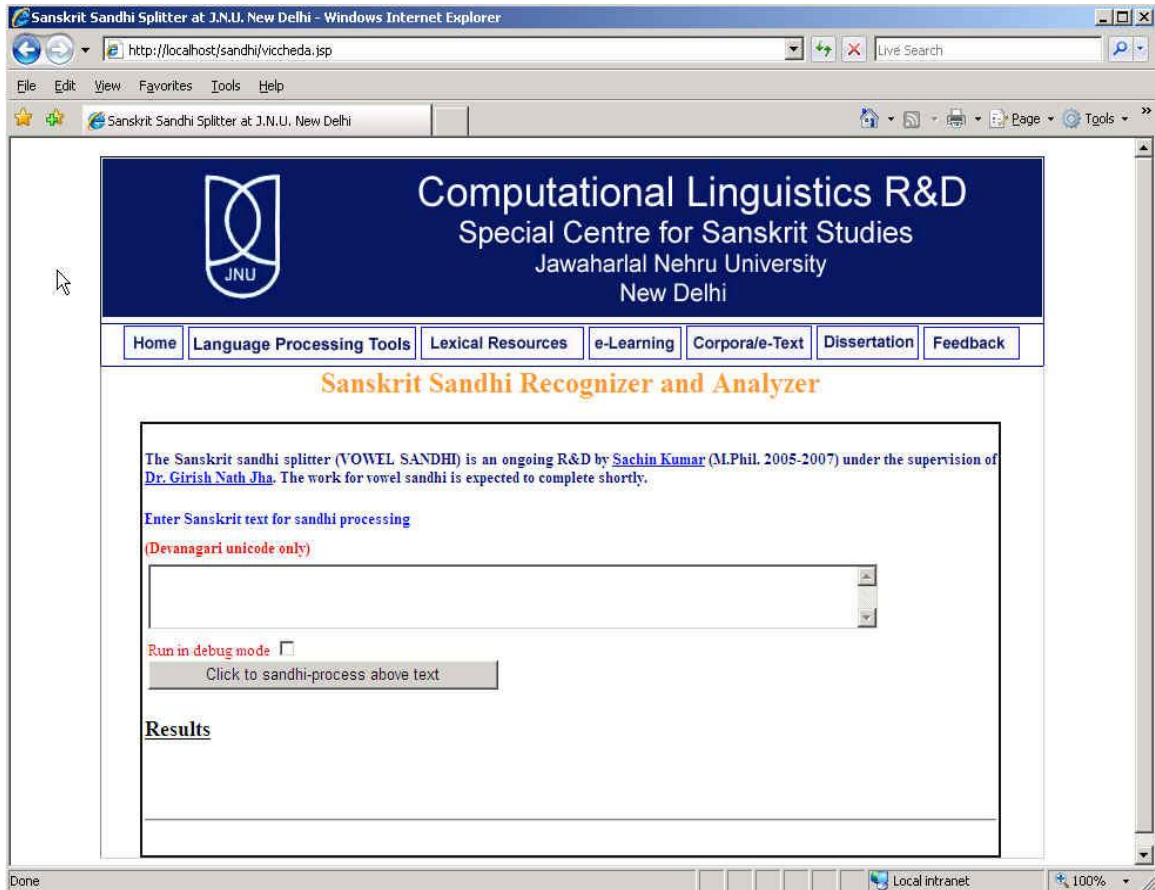 Sanskrit Sandhi Splitter at J.N.U. New Delhi - Windows Internet Explorer
http://localhost/sandhi/viccheda.jsp
Live Search
File Edit View Favorites Tools Help
Sanskrit Sandhi Splitter at J.N.U. New Delhi
Page Tools »
JNU
Computational Linguistics R&D
Special Centre for Sanskrit Studies
Jawaharlal Nehru University
New Delhi
Home Language Processing Tools Lexical Resources e-Learning Corpora/e-Text Dissertation Feedback
Sanskrit Sandhi Recognizer and Analyzer
The Sanskrit sandhi splitter (VOWEL SANDHI) is an ongoing R&D by Sachin Kumar (M.Phil. 2005-2007) under the supervision of
Dr. Girish Nath Jha. The work for vowel sandhi is expected to complete shortly.
Enter Sanskrit text for sandhi processing
(Devanagari unicode only)
Run in debug mode
Click to sandhi-process above text
Results
Done
Local intranet
100%